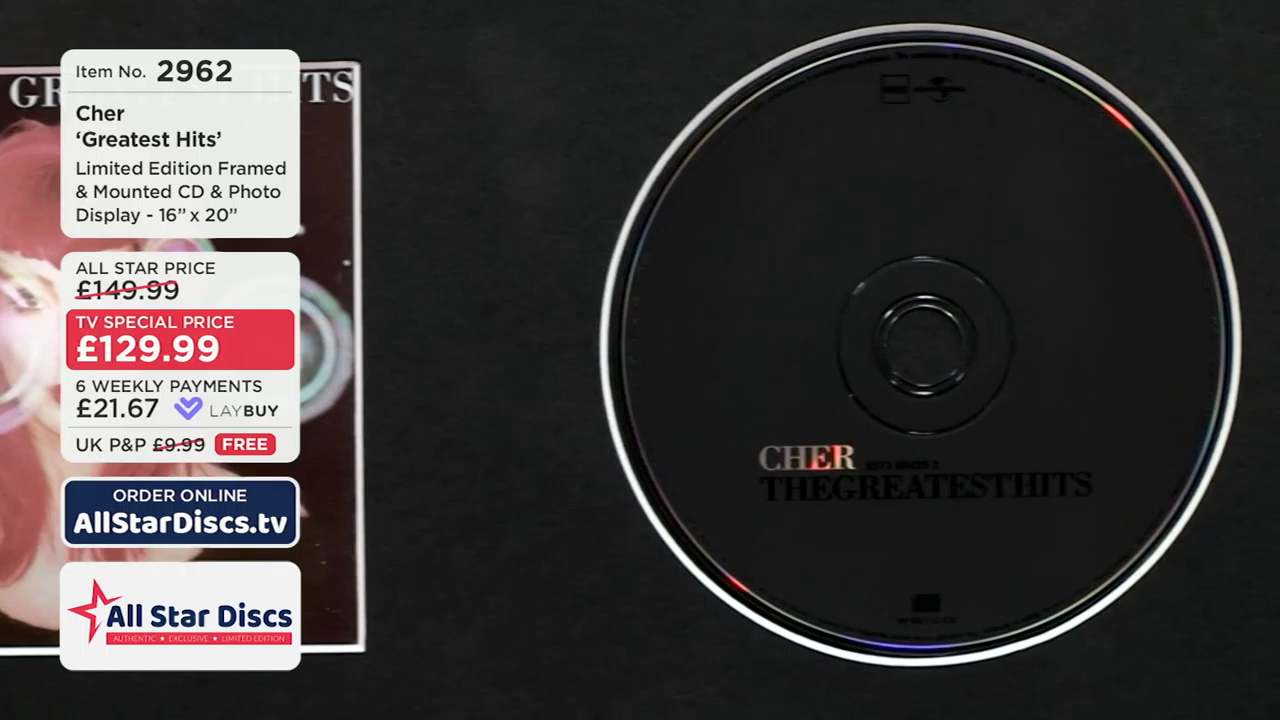 Item No. 2962
Cher
‘Greatest Hits’
Limited Edition Framed
& Mounted CD & Photo
Display - 16” x 20”
ALL STAR PRICE
£149.99
TV SPECIAL PRICE
£129.99
6 WEEKLY PAYMENTS
£21.67 LAYBUY
UK P&P £9.99 FREE
ORDER ONLINE
AllStarDiscs.tv
All Star Discs
AUTHENTIC ★ EXCLUSIVE ★ LIMITED EDITION
CHER
THEGREATESTHITS